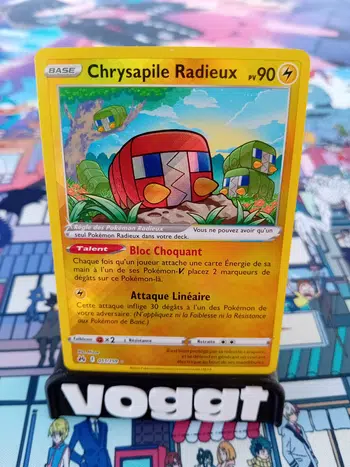 BASE Chrysapile Radieux PV90
Règle des Pokémon Radieux Vous ne pouvez avoir qu'un
seul Pokémon Radieux dans votre deck.
Talent Bloc Choquant
Chaque fois qu'un joueur attache une carte Énergie de sa
main à l'un de ses Pokémon-V, placez 2 marqueurs de
dégâts sur ce Pokémon-là.
Attaque Linéaire
Cette attaque inflige 30 dégâts à l'un des Pokémon de
votre adversaire. (N'appliquez ni la Faiblesse ni la Résistance
aux Pokémon de Banc.)
Faiblesse ×2 Résistance Retraite
voggt